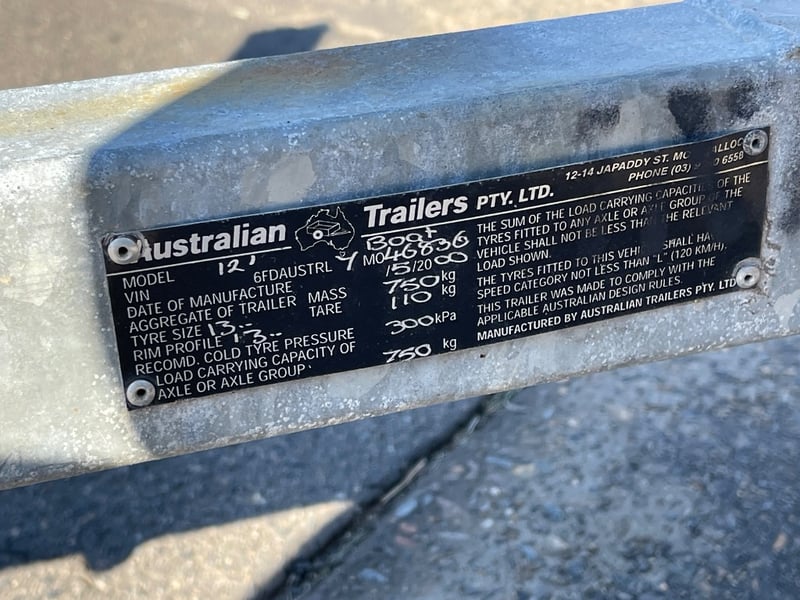 Australian Trailers PTY. LTD.
12-14 JAPADDY ST.
PHONE (03) 6558
MODEL 12' Boat
VIN 6FDAUSTRL Y M046836
DATE OF MANUFACTURE /5/2000
AGGREGATE OF TRAILER MASS 750 kg
TARE 110 kg
TYRE SIZE 13--
RIM PROFILE 13--
RECOMD. COLD TYRE PRESSURE 300 kPa
LOAD CARRYING CAPACITY OF
AXLE OR AXLE GROUP 750 kg
THE SUM OF THE LOAD CARRYING CAPACITIES OF THE
TYRES FITTED TO ANY AXLE OR AXLE GROUP OF THE
VEHICLE SHALL NOT BE LESS THAN THE RELEVANT
LOAD SHOWN.
THE TYRES FITTED TO THIS VEHICLE SHALL HAVE
SPEED CATEGORY NOT LESS THAN "L" (120 KM/H).
THIS TRAILER WAS MADE TO COMPLY WITH THE
APPLICABLE AUSTRALIAN DESIGN RULES.
MANUFACTURED BY AUSTRALIAN TRAILERS PTY. LTD